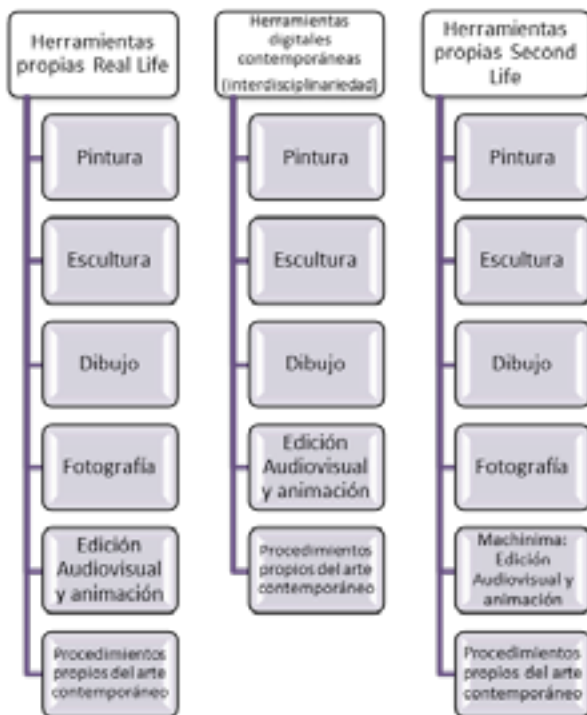 Herramientas
propias Real Life
Pintura
Escultura
Dibujo
Fotografía
Edición
Audiovisual
y animación
Procedimientos
propios del arte
contemporáneo
Herramientas
digitales
contemporáneas
(interdisciplinariedad)
Pintura
Escultura
Dibujo
Edición
Audiovisual
y animación
Procedimientos
propios del arte
contemporáneo
Herramientas
propias Second
Life
Pintura
Escultura
Dibujo
Fotografía
Machinima:
Edición
Audiovisual y
animación
Procedimientos
propios del arte
contemporáneo